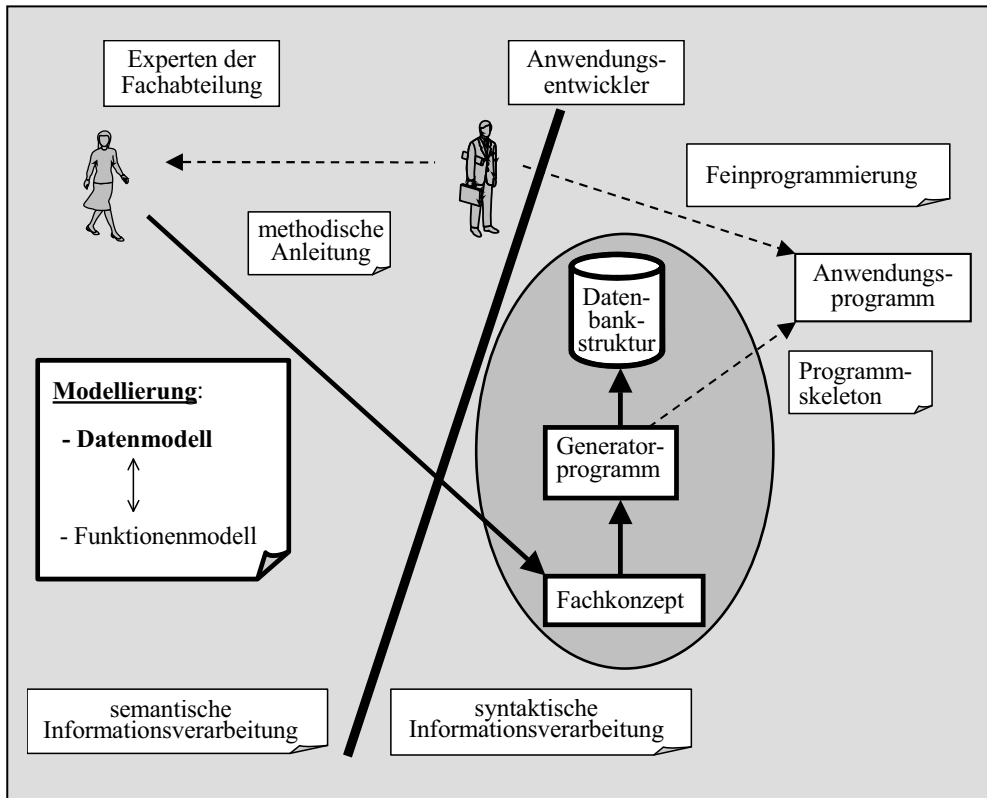 Experten der
Fachabteilung
Anwendungs-
entwickler
Feinprogrammierung
methodische
Anleitung
Anwendungs-
programm
Daten-
bank-
struktur
Programm-
skeleton
Modellierung:
- Datenmodell
- Funktionenmodell
Generator-
programm
Fachkonzept
semantische
Informationsverarbeitung
syntaktische
Informationsverarbeitung